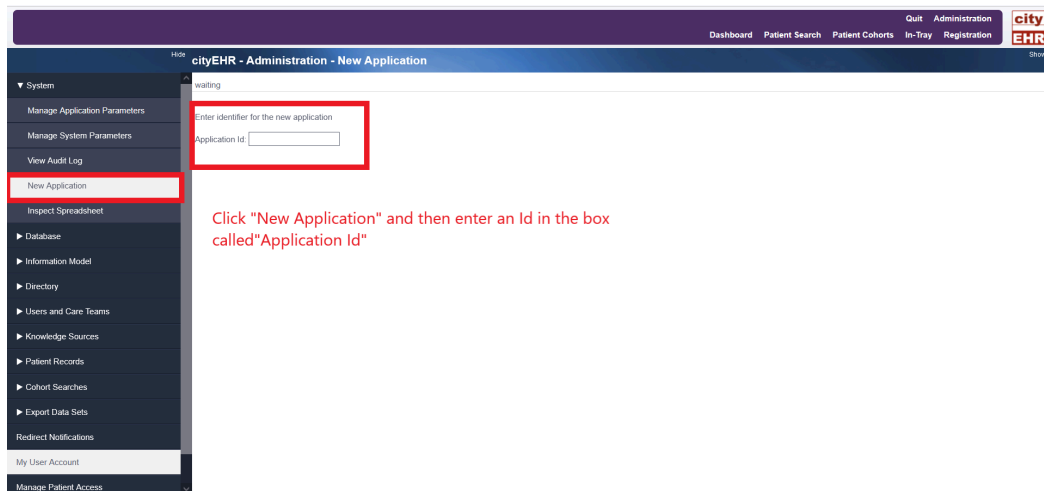 Quit Administration
Dashboard Patient Search Patient Cohorts In-Tray Registration
city
EHR
Hide
cityEHR - Administration - New Application
Show
▼ System
waiting
Manage Application Parameters
Enter identifier for the new application
Manage System Parameters
Application Id:
View Audit Log
New Application
Inspect Spreadsheet
Click "New Application" and then enter an Id in the box
called"Application Id"
▶ Database
▶ Information Model
▶ Directory
▶ Users and Care Teams
▶ Knowledge Sources
▶ Patient Records
▶ Cohort Searches
▶ Export Data Sets
Redirect Notifications
My User Account
Manage Patient Access